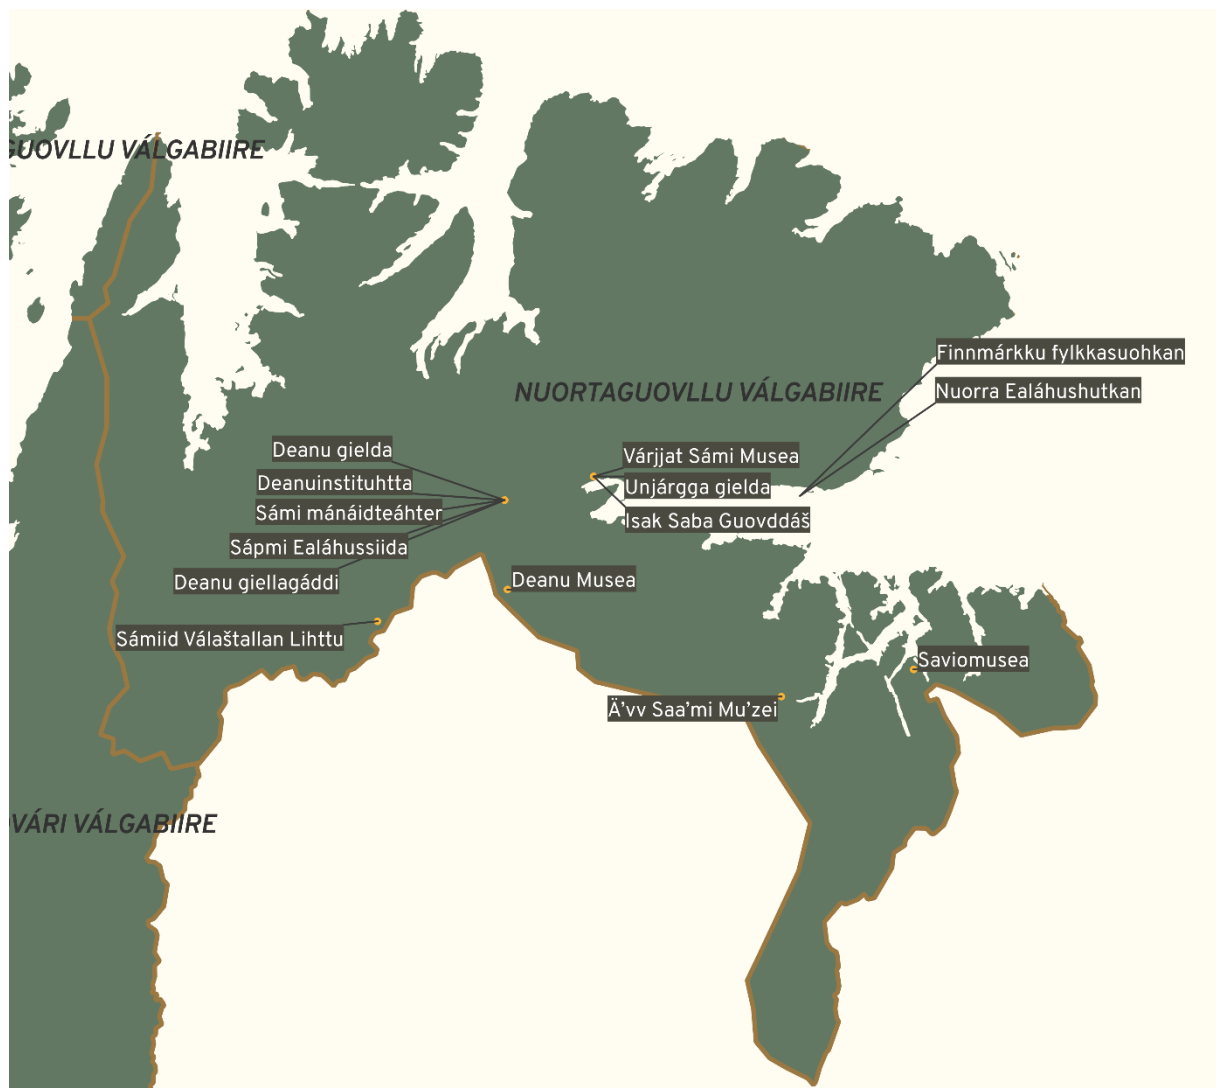 GUOVLLU VÁLGABIIRE
Finnmárkku fylkkasuohkan
NUORTAGUOVLLU VÁLGABIIRE
Nuorra Ealáhushutkan
Deanu gielda
Várjjat Sámi Musea
Deanuinstituhtta
Unjárgga gielda
Sámi mánáidteáhter
Isak Saba Guovddáš
Sápmi Ealáhussiida
Deanu giellagáddi
Deanu Musea
Sámiid Válaštallan Lihttu
Saviomusea
Ä'vv Saa'mi Mu'zei
OVÁRI VÁLGABIIRE